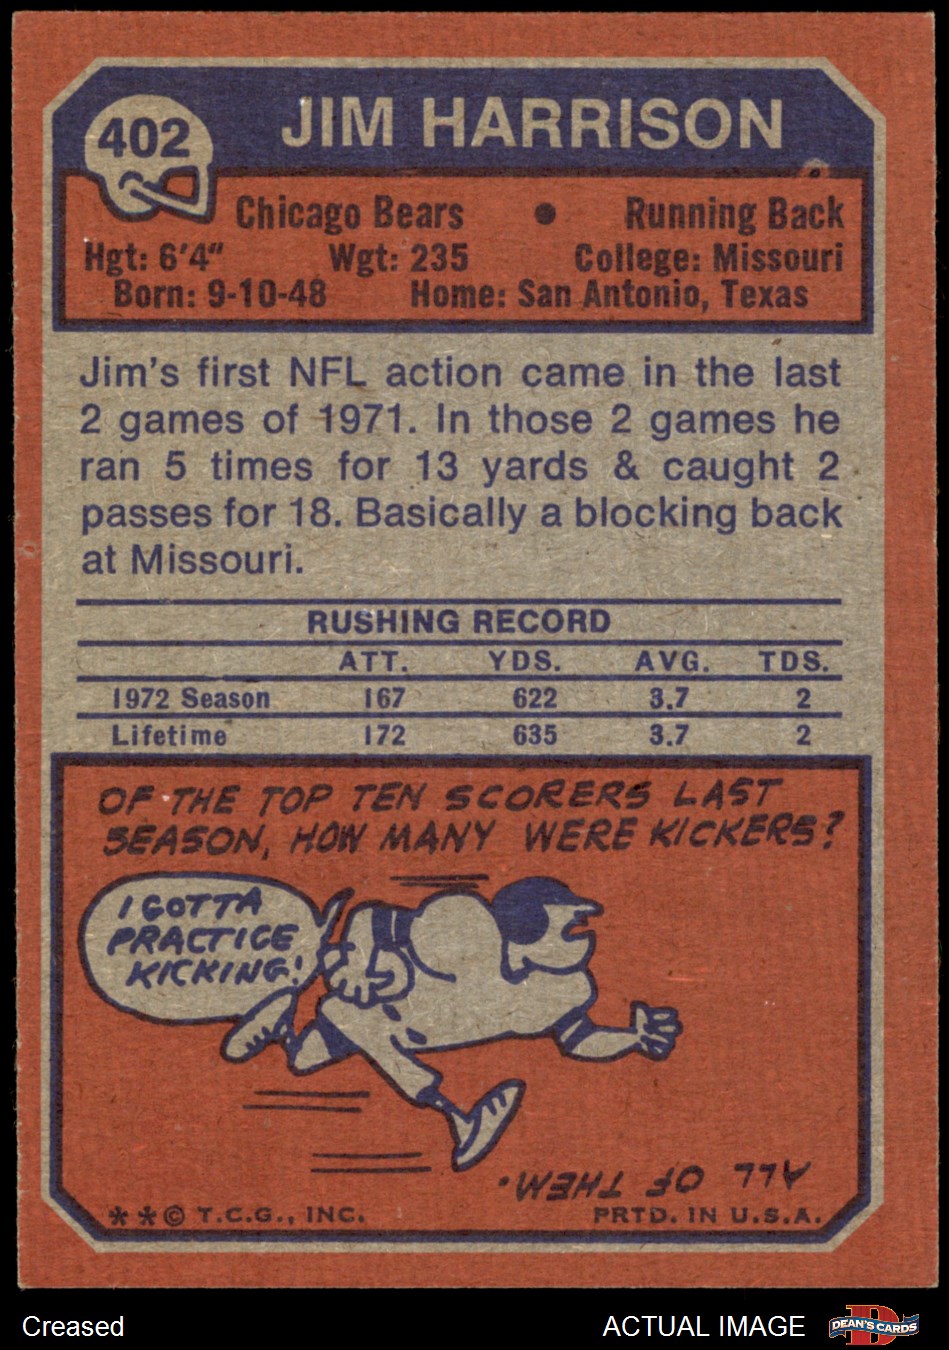 402
JIM HARRISON
Chicago Bears • Running Back
Hgt: 6'4" Wgt: 235 College: Missouri
Born: 9-10-48 Home: San Antonio, Texas
Jim's first NFL action came in the last
2 games of 1971. In those 2 games he
ran 5 times for 13 yards & caught 2
passes for 18. Basically a blocking back
at Missouri.
RUSHING RECORD
ATT. YDS. AVG. TDS.
1972 Season 167 622 3.7 2
Lifetime 172 635 3.7 2
OF THE TOP TEN SCORERS LAST
SEASON, HOW MANY WERE KICKERS?
I GOTTA
PRACTICE
KICKING!
ALL OF THEM.
**© T.C.G., INC. PRTD. IN U.S.A.
Creased ACTUAL IMAGE DEAN'S CARDS